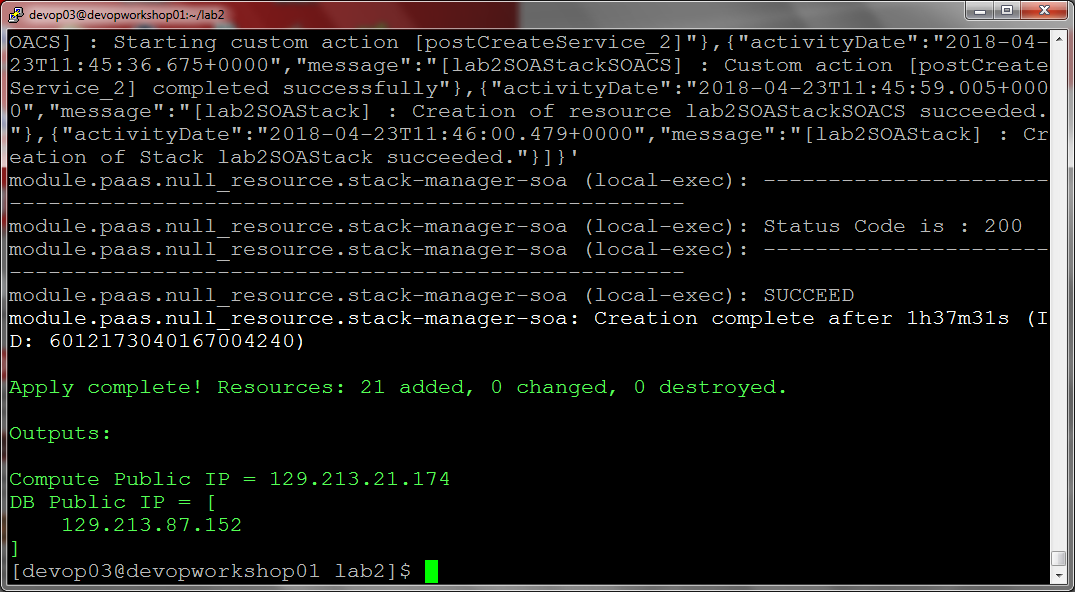 devop03@devopworkshop01:~/lab2
OACS] : Starting custom action [postCreateService_2]"},{"activityDate":"2018-04-
23T11:45:36.675+0000","message":"[lab2SOAStackSOACS] : Custom action [postCreate
Service_2] completed successfully"},{"activityDate":"2018-04-23T11:45:59.005+000
0","message":"[lab2SOAStack] : Creation of resource lab2SOAStackSOACS succeeded.
"},{"activityDate":"2018-04-23T11:46:00.479+0000","message":"[lab2SOAStack] : Cr
eation of Stack lab2SOAStack succeeded."}]}'
module.paas.null_resource.stack-manager-soa (local-exec): ----------------------
----------------------------------------------------
module.paas.null_resource.stack-manager-soa (local-exec): Status Code is : 200
module.paas.null_resource.stack-manager-soa (local-exec): ----------------------
----------------------------------------------------
module.paas.null_resource.stack-manager-soa (local-exec): SUCCEED
module.paas.null_resource.stack-manager-soa: Creation complete after 1h37m31s (I
D: 6012173040167004240)
Apply complete! Resources: 21 added, 0 changed, 0 destroyed.
Outputs:
Compute Public IP = 129.213.21.174
DB Public IP = [
    129.213.87.152
]
[devop03@devopworkshop01 lab2]$